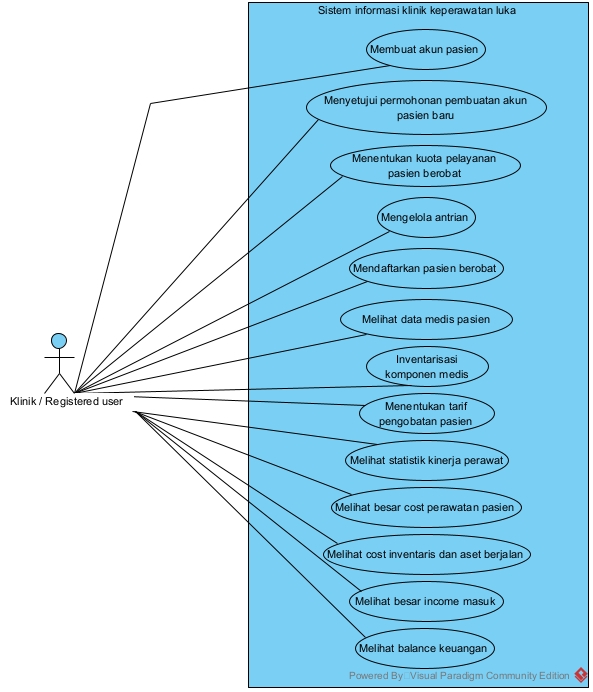 Sistem informasi klinik keperawatan luka
Membuat akun pasien
Menyetujui permohonan pembuatan akun
pasien baru
Menentukan kuota pelayanan
pasien berobat
Mengelola antrian
Mendaftarkan pasien berobat
Melihat data medis pasien
Inventarisasi
komponen medis
Klinik / Registered user
Menentukan tarif
pengobatan pasien
Melihat statistik kinerja perawat
Melihat besar cost perawatan pasien
Melihat cost inventaris dan aset berjalan
Melihat besar income masuk
Melihat balance keuangan
Powered By Visual Paradigm Community Edition